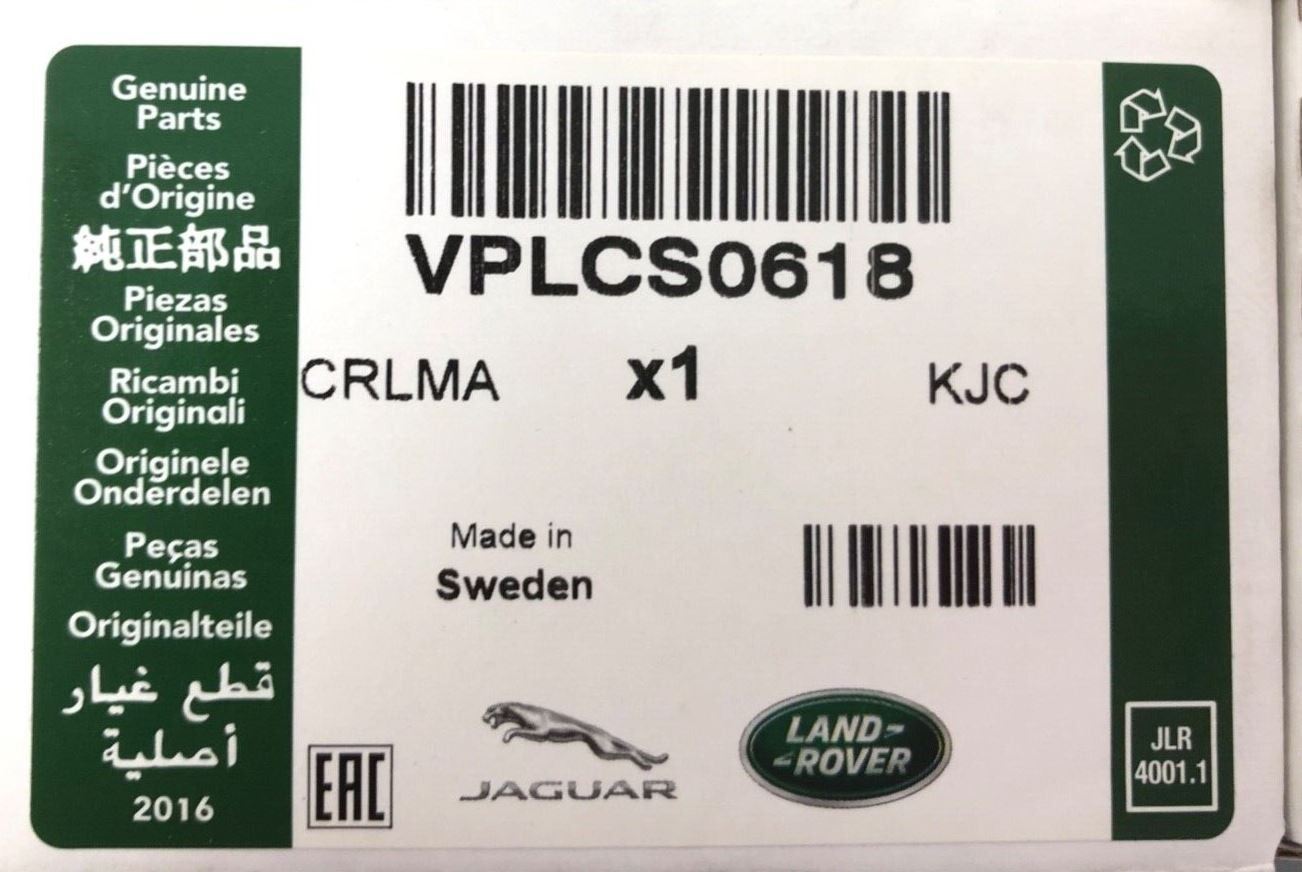 Genuine
Parts
Pièces
d'Origine
純正部品
Piezas
Originales
Ricambi
Originali
Originele
Onderdelen
Peças
Genuinas
Originalteile
قطع غيار
أصلية
2016
VPLCS0618
CRLMA x1 KJC
Made in
Sweden
EAC
JAGUAR
LAND-
-ROVER
JLR
4001.1